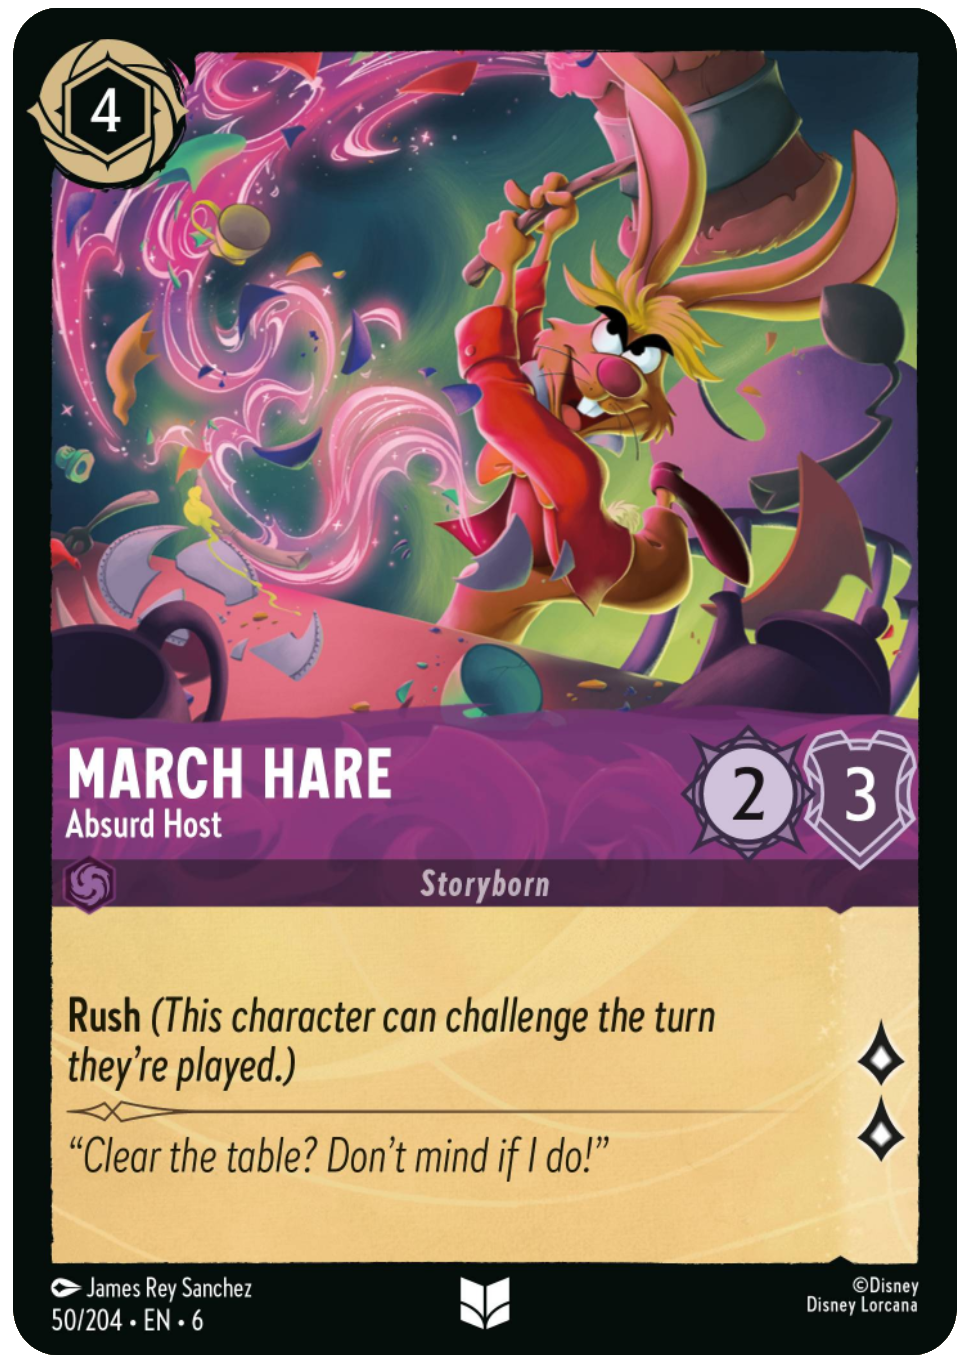 4
MARCH HARE
Absurd Host
2
3
Storyborn
Rush (This character can challenge the turn
they're played.)
“Clear the table? Don't mind if I do!”
James Rey Sanchez
50/204 • EN • 6
©Disney
Disney Lorcana